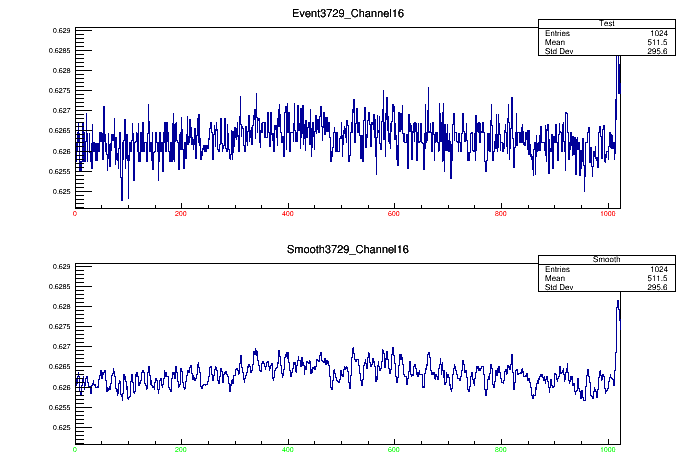 Event3729_Channel16
Test
Entries 1024
Mean 511.5
Std Dev 295.6
0.629
0.6285
0.628
0.6275
0.627
0.6265
0.626
0.6255
0.625
0 200 400 600 800 1000
Smooth3729_Channel16
Smooth
Entries 1024
Mean 511.5
Std Dev 295.6
0.629
0.6285
0.628
0.6275
0.627
0.6265
0.626
0.6255
0.625
0 200 400 600 800 1000